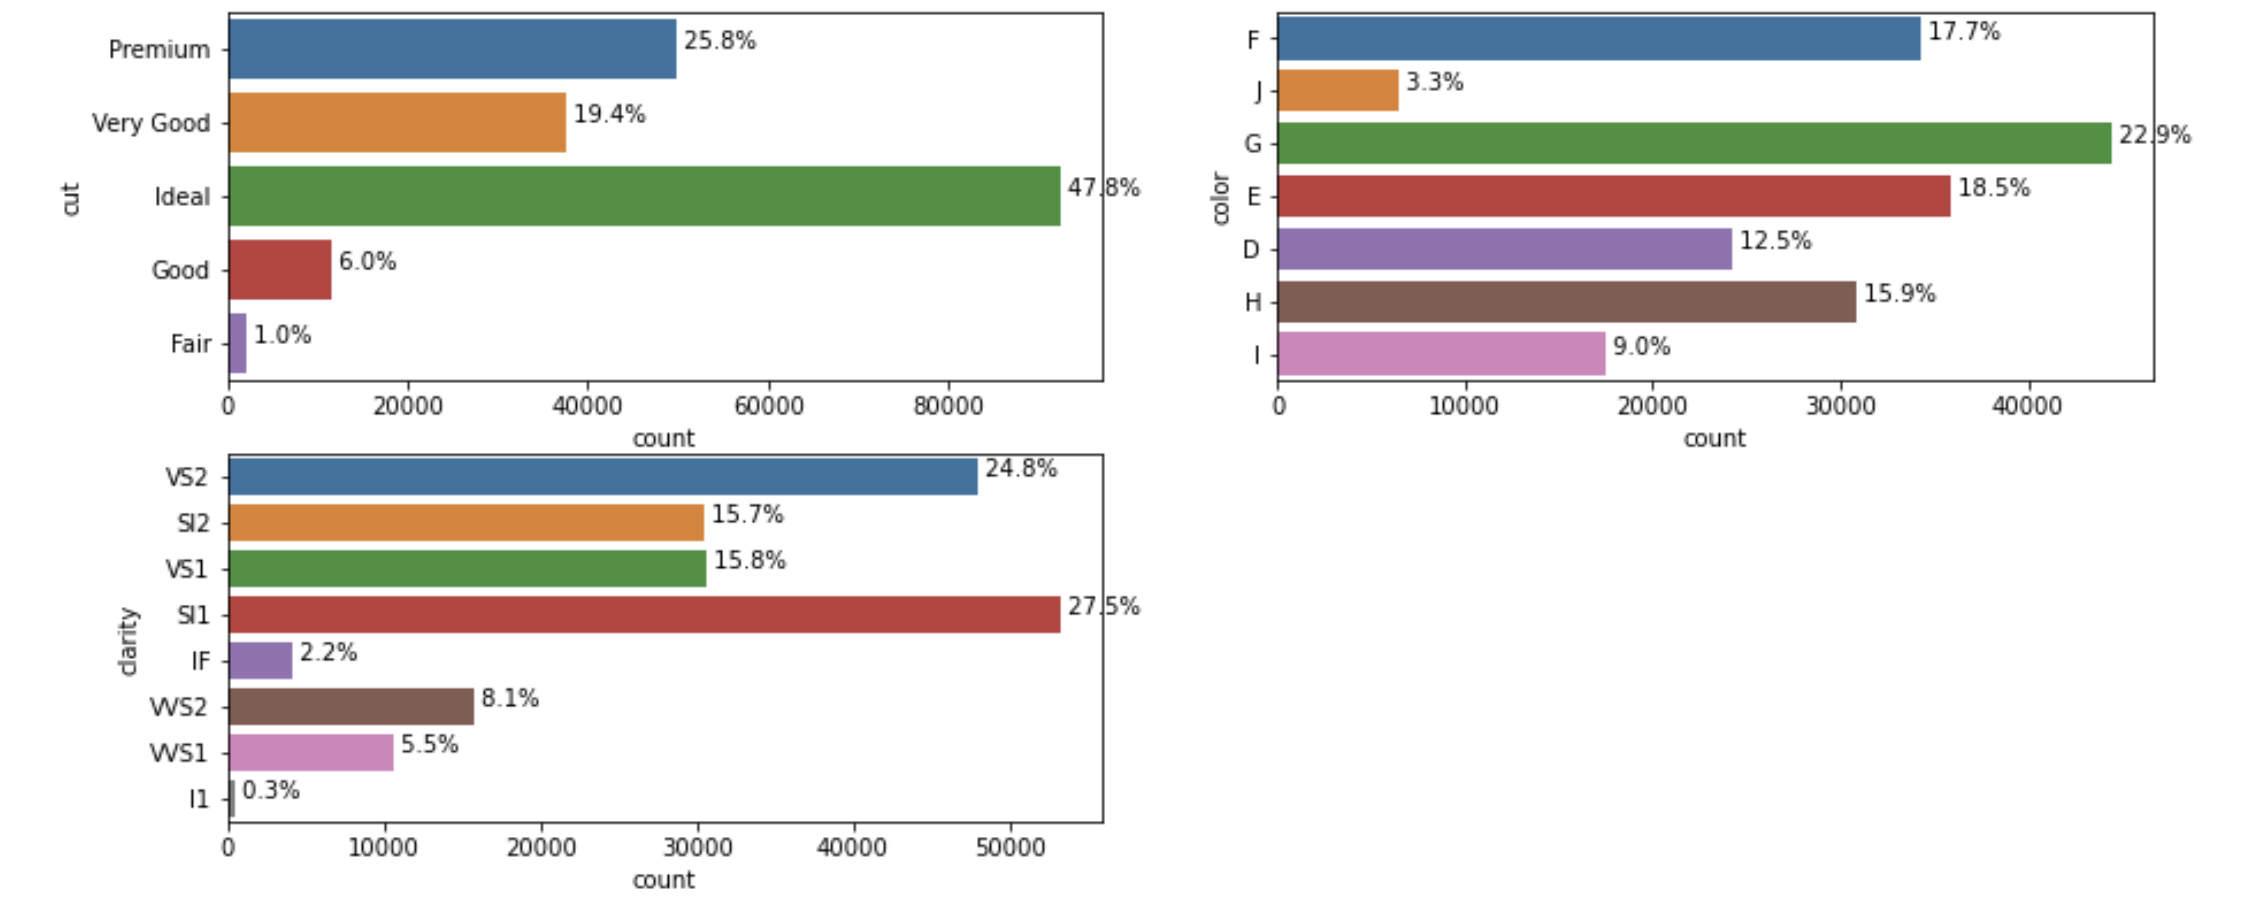 Premium 25.8%
Very Good 19.4%
Ideal 47.8%
Good 6.0%
Fair 1.0%
cut
0 20000 40000 60000 80000
count
F 17.7%
J 3.3%
G 22.9%
E 18.5%
D 12.5%
H 15.9%
I 9.0%
color
0 10000 20000 30000 40000
count
VS2 24.8%
SI2 15.7%
VS1 15.8%
SI1 27.5%
IF 2.2%
VVS2 8.1%
VVS1 5.5%
I1 0.3%
clarity
0 10000 20000 30000 40000 50000
count